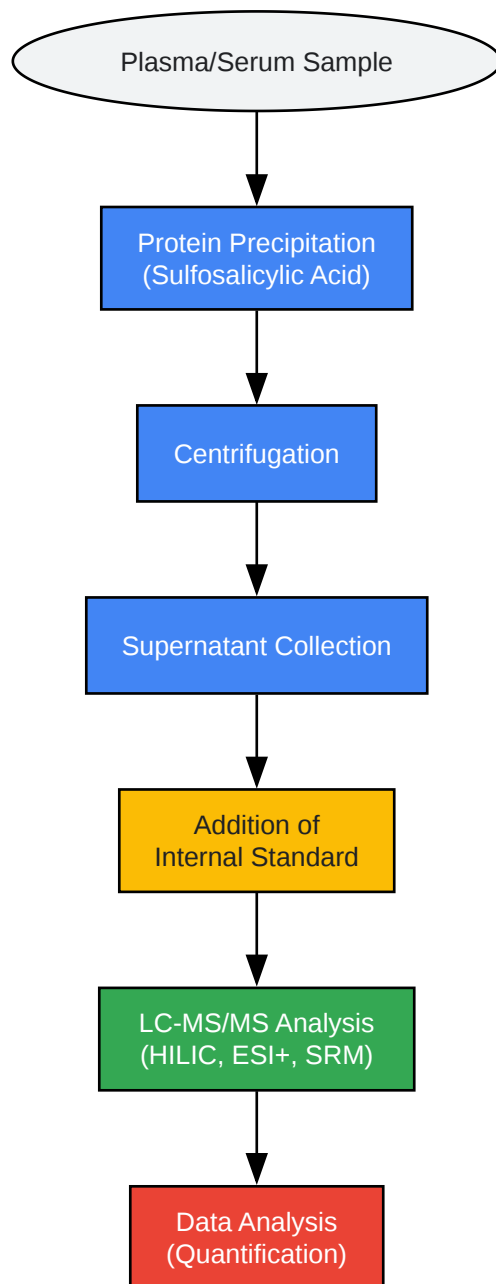 Plasma/Serum Sample
Protein Precipitation
(Sulfosalicylic Acid)
Centrifugation
Supernatant Collection
Addition of
Internal Standard
LC-MS/MS Analysis
(HILIC, ESI+, SRM)
Data Analysis
(Quantification)